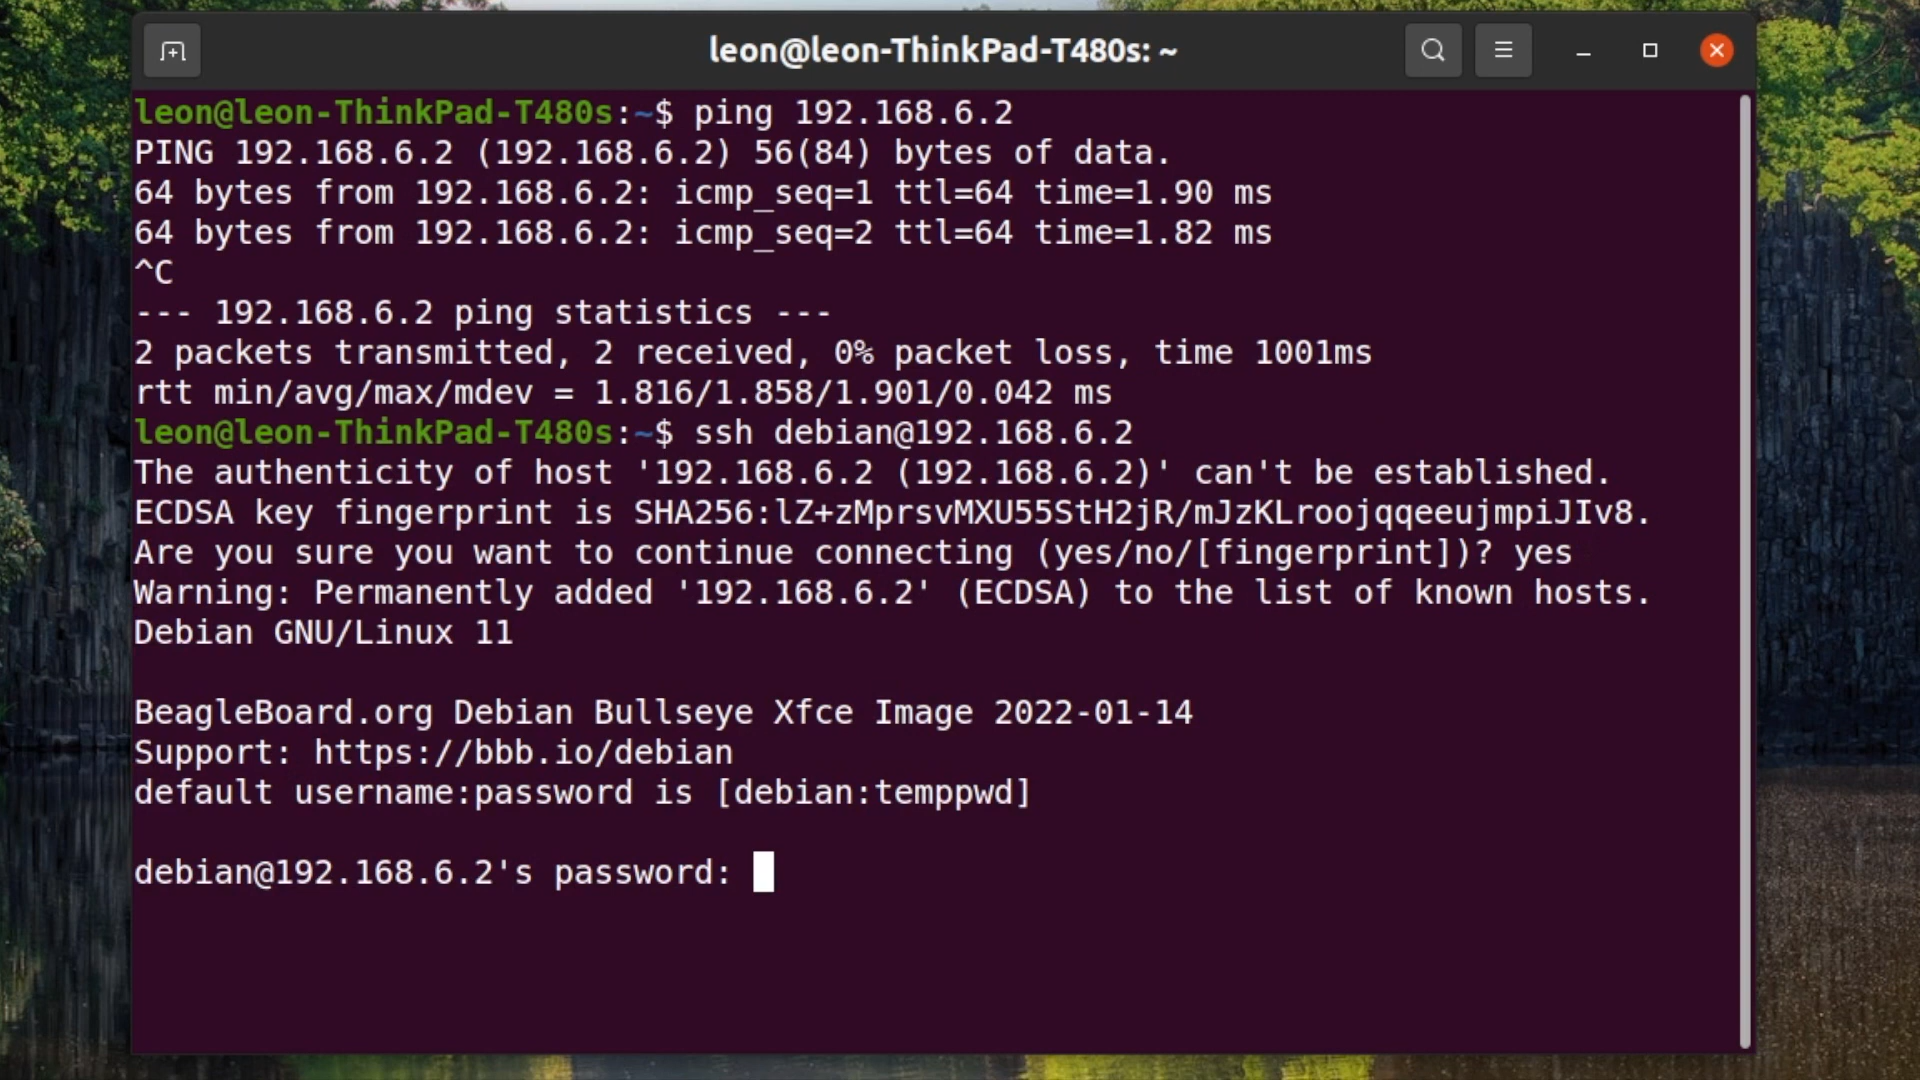 leon@leon-ThinkPad-T480s: ~
leon@leon-ThinkPad-T480s:~$ ping 192.168.6.2
PING 192.168.6.2 (192.168.6.2) 56(84) bytes of data.
64 bytes from 192.168.6.2: icmp_seq=1 ttl=64 time=1.90 ms
64 bytes from 192.168.6.2: icmp_seq=2 ttl=64 time=1.82 ms
^C
--- 192.168.6.2 ping statistics ---
2 packets transmitted, 2 received, 0% packet loss, time 1001ms
rtt min/avg/max/mdev = 1.816/1.858/1.901/0.042 ms
leon@leon-ThinkPad-T480s:~$ ssh debian@192.168.6.2
The authenticity of host '192.168.6.2 (192.168.6.2)' can't be established.
ECDSA key fingerprint is SHA256:lZ+zMprsvMXU55StH2jR/mJzKLroojqqeeujmpiJIv8.
Are you sure you want to continue connecting (yes/no/[fingerprint])? yes
Warning: Permanently added '192.168.6.2' (ECDSA) to the list of known hosts.
Debian GNU/Linux 11
BeagleBoard.org Debian Bullseye Xfce Image 2022-01-14
Support: https://bbb.io/debian
default username:password is [debian:temppwd]
debian@192.168.6.2's password: